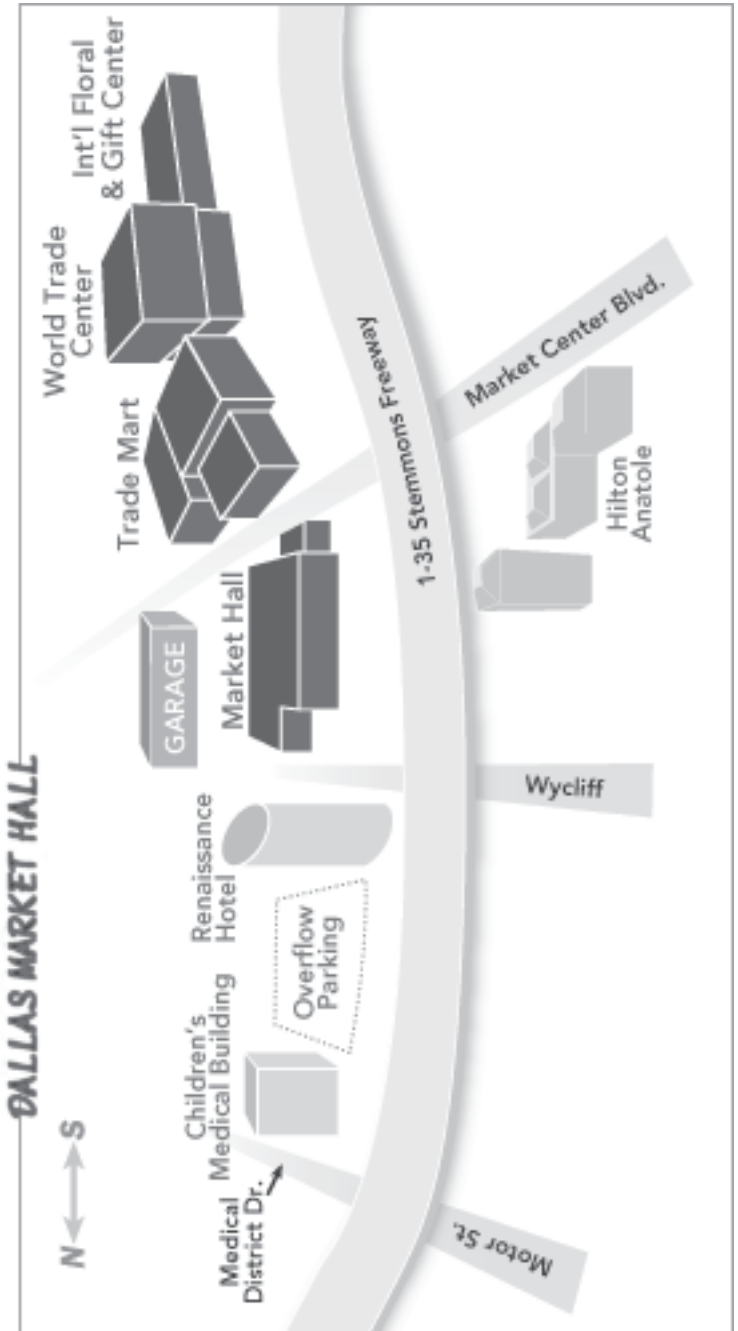 DALLAS MARKET HALL
N
S
Medical
District Dr.
Children's
Medical Building
Overflow
Parking
Renaissance
Hotel
GARAGE
Market Hall
Trade Mart
World Trade
Center
Int'l Floral
& Gift Center
1-35 Stemmons Freeway
Motor St.
Wycliff
Hilton
Anatole
Market Center Blvd.